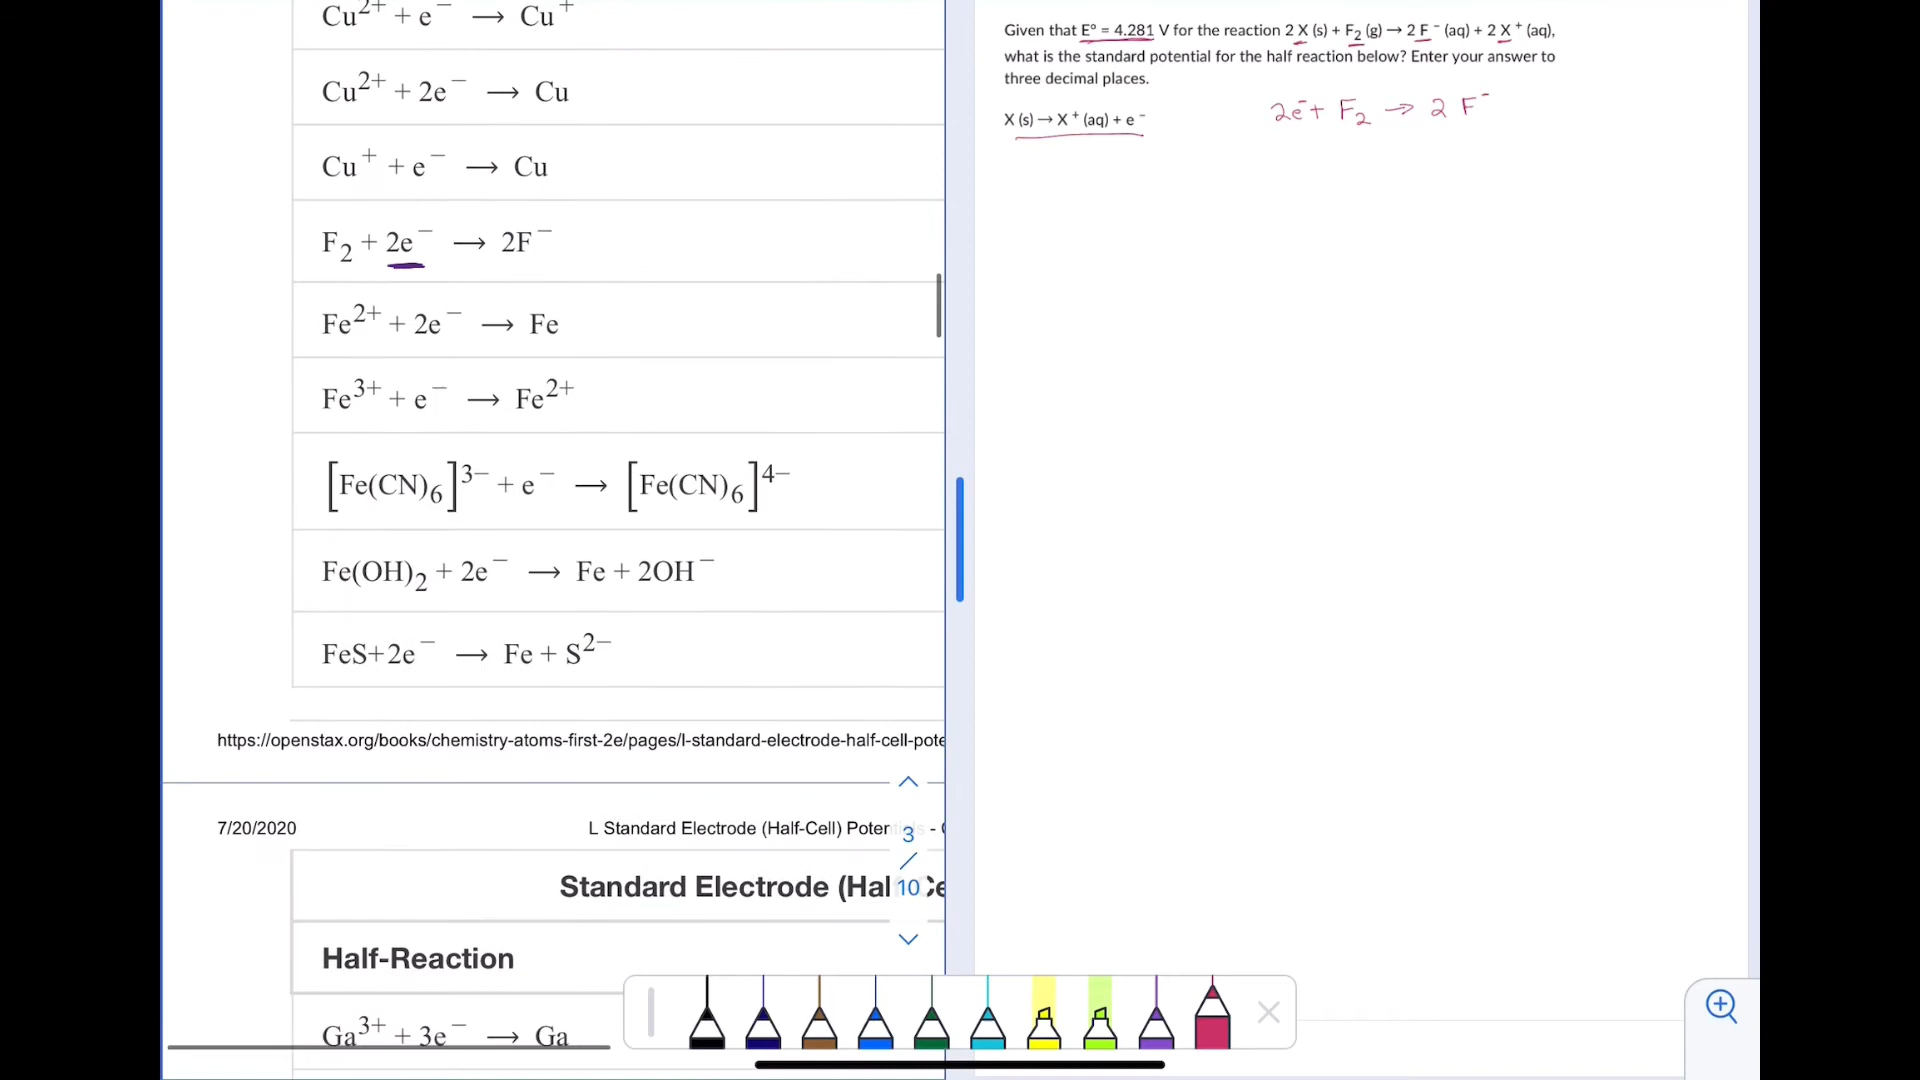 Cu²⁺ + e⁻ ⟶ Cu⁺
Cu²⁺ + 2e⁻ ⟶ Cu
Cu⁺ + e⁻ ⟶ Cu
F₂ + 2e⁻ ⟶ 2F⁻
Fe²⁺ + 2e⁻ ⟶ Fe
Fe³⁺ + e⁻ ⟶ Fe²⁺
[Fe(CN)₆]³⁻ + e⁻ ⟶ [Fe(CN)₆]⁴⁻
Fe(OH)₂ + 2e⁻ ⟶ Fe + 2OH⁻
FeS+2e⁻ ⟶ Fe + S²⁻
https://openstax.org/books/chemistry-atoms-first-2e/pages/l-standard-electrode-half-cell-pote
7/20/2020
L Standard Electrode (Half-Cell) Poten
3
/
10
Standard Electrode (Hal
Half-Reaction
Ga³⁺ + 3e⁻ ⟶ Ga
Given that E° = 4.281 V for the reaction 2 X (s) + F₂ (g) → 2 F⁻ (aq) + 2 X⁺ (aq),
what is the standard potential for the half reaction below? Enter your answer to
three decimal places.
X (s) → X⁺ (aq) + e⁻
2e⁻ + F₂ → 2 F⁻